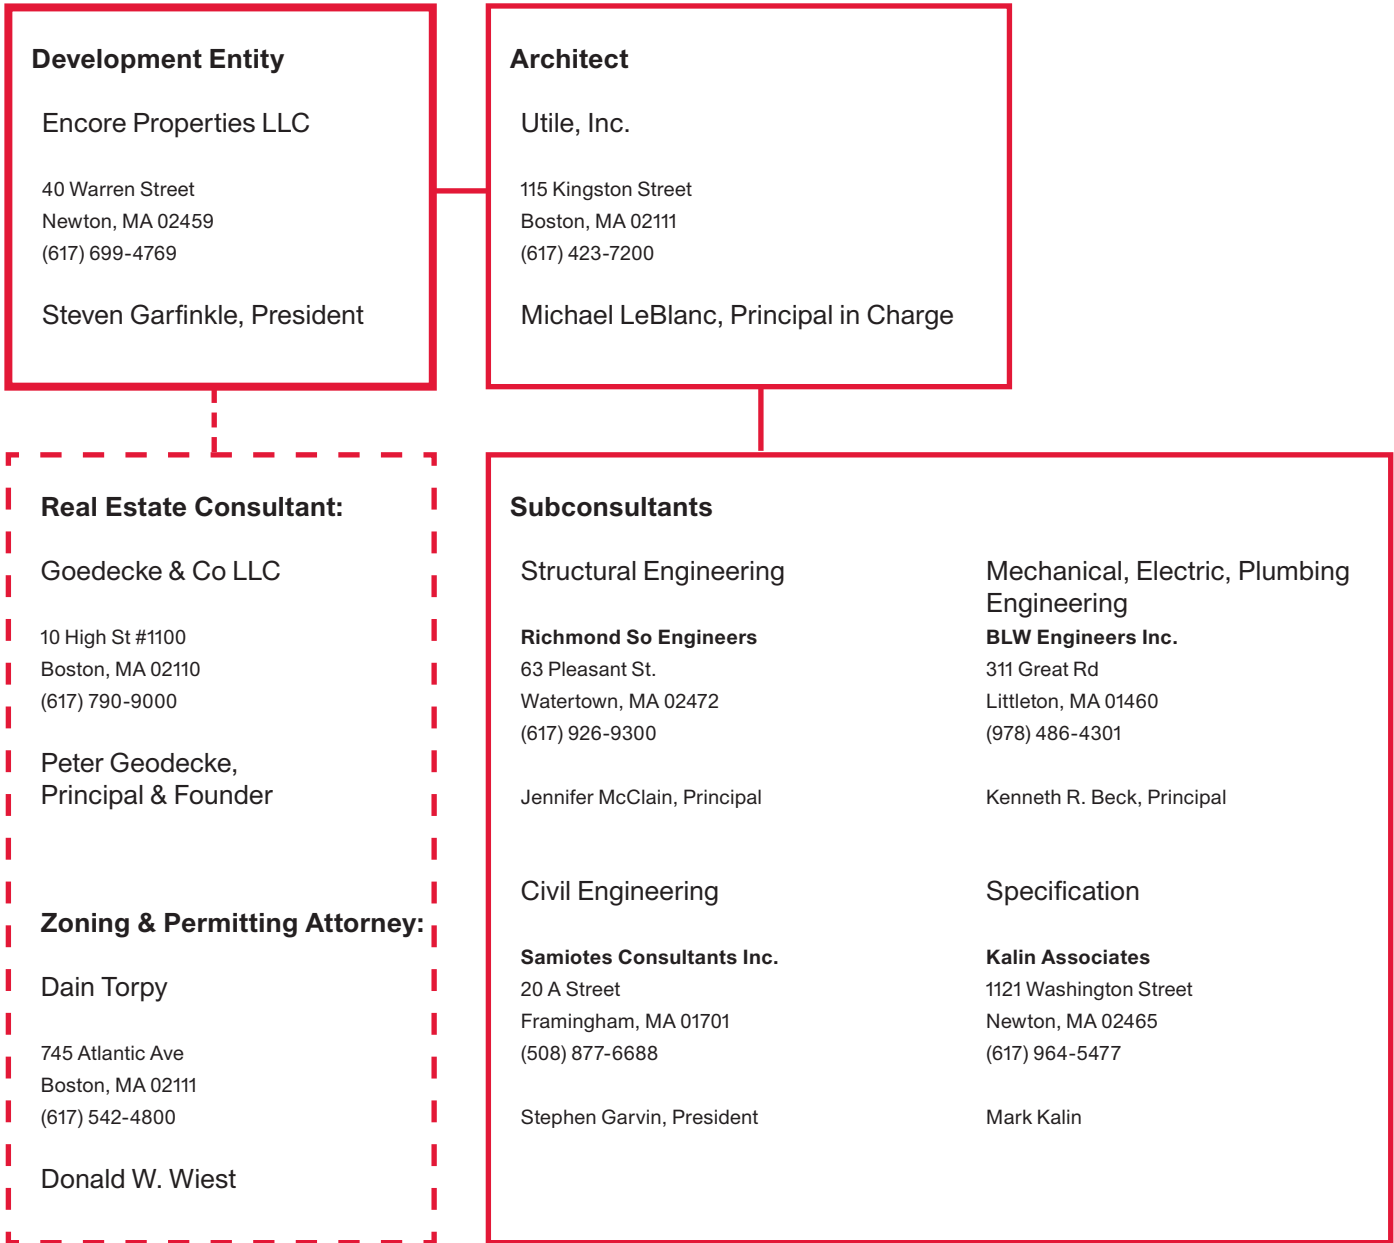 Development Entity
Encore Properties LLC
40 Warren Street
Newton, MA 02459
(617) 699-4769
Steven Garfinkle, President
Architect
Utile, Inc.
115 Kingston Street
Boston, MA 02111
(617) 423-7200
Michael LeBlanc, Principal in Charge
Real Estate Consultant:
Goedecke & Co LLC
10 High St #1100
Boston, MA 02110
(617) 790-9000
Peter Geodecke,
Principal & Founder
Zoning & Permitting Attorney:
Dain Torpy
745 Atlantic Ave
Boston, MA 02111
(617) 542-4800
Donald W. Wiest
Subconsultants
Structural Engineering
Richmond So Engineers
63 Pleasant St.
Watertown, MA 02472
(617) 926-9300
Jennifer McClain, Principal
Mechanical, Electric, Plumbing
Engineering
BLW Engineers Inc.
311 Great Rd
Littleton, MA 01460
(978) 486-4301
Kenneth R. Beck, Principal
Civil Engineering
Samiotes Consultants Inc.
20 A Street
Framingham, MA 01701
(508) 877-6688
Stephen Garvin, President
Specification
Kalin Associates
1121 Washington Street
Newton, MA 02465
(617) 964-5477
Mark Kalin